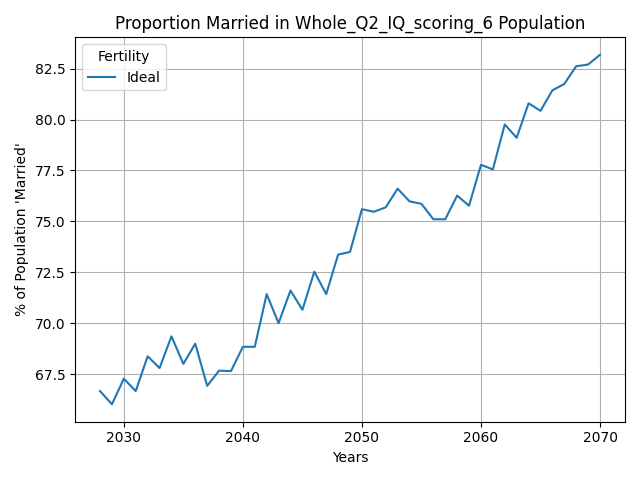 Proportion Married in Whole_Q2_IQ_scoring_6 Population
Fertility
Ideal
% of Population 'Married'
82.5
80.0
77.5
75.0
72.5
70.0
67.5
2030
2040
2050
2060
2070
Years